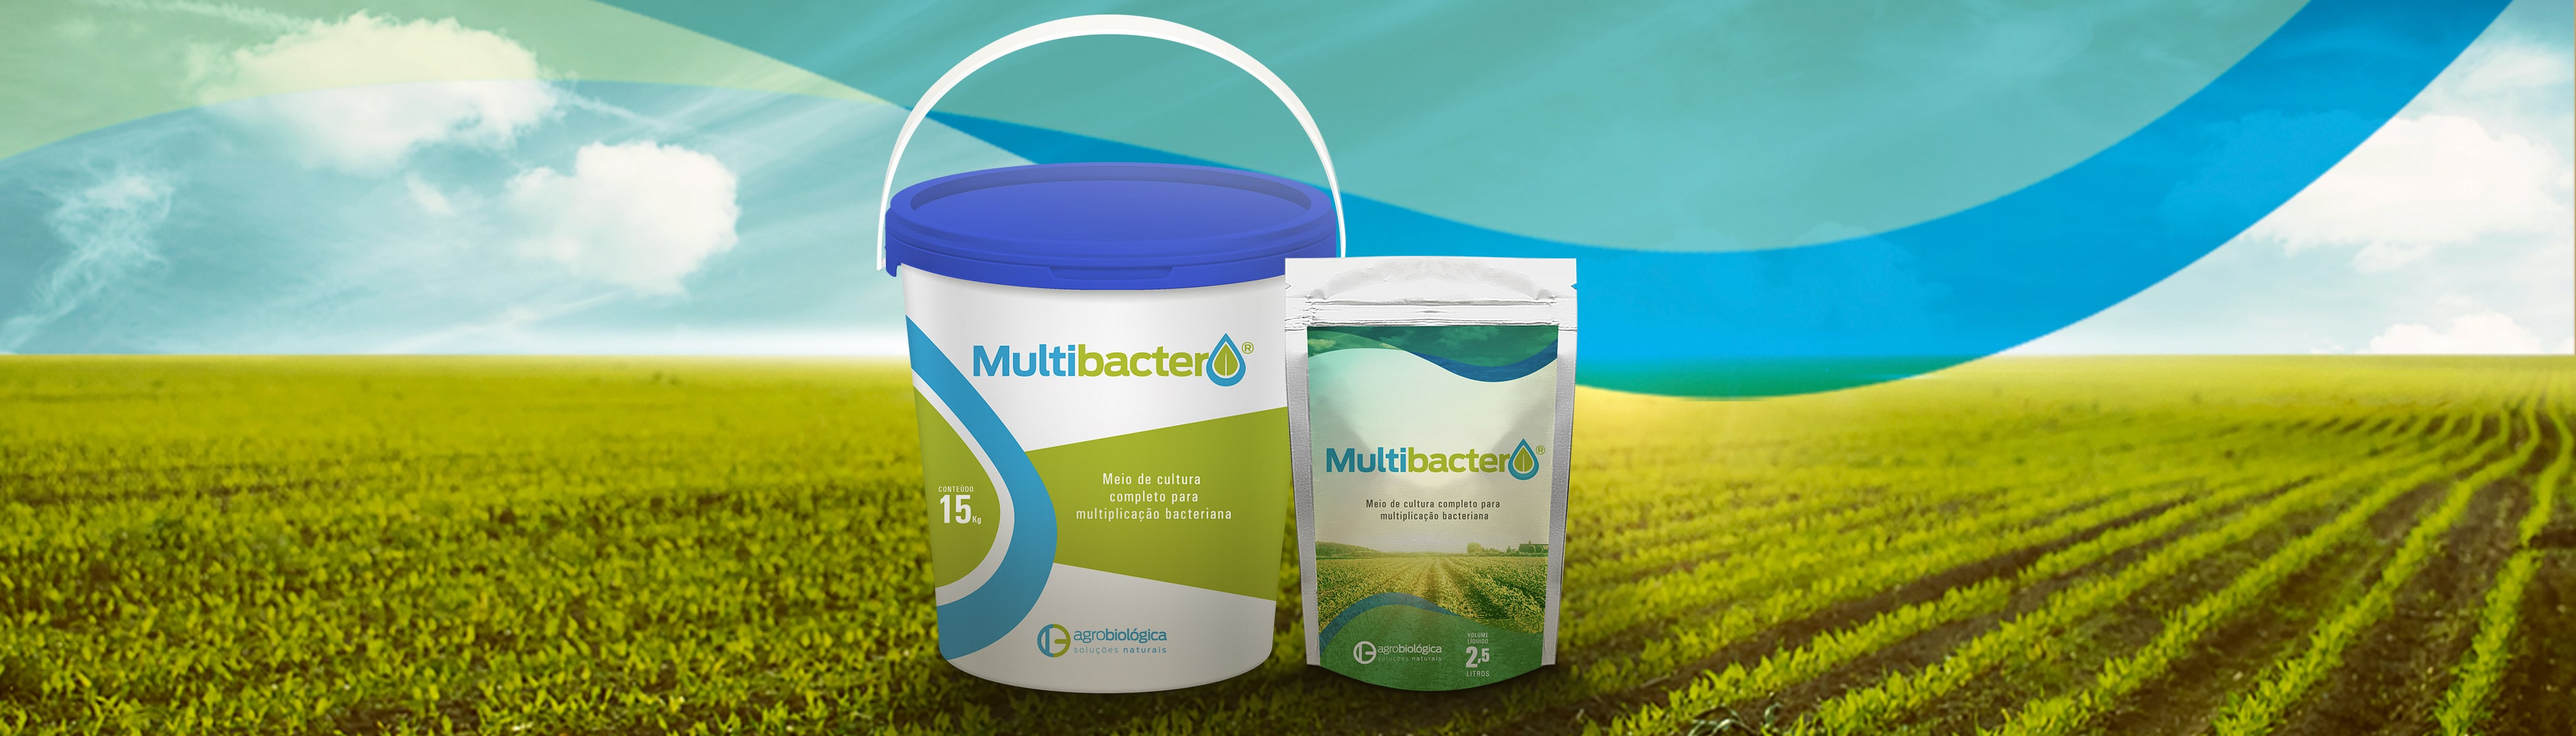 Multibacter®
CONTEÚDO
15Kg
Meio de cultura
completo para
multiplicação bacteriana
agrobiológica
soluções naturais
Multibacter®
Meio de cultura completo para
multiplicação bacteriana
agrobiológica
soluções naturais
VOLUME
LÍQUIDO
2,5
LITROS